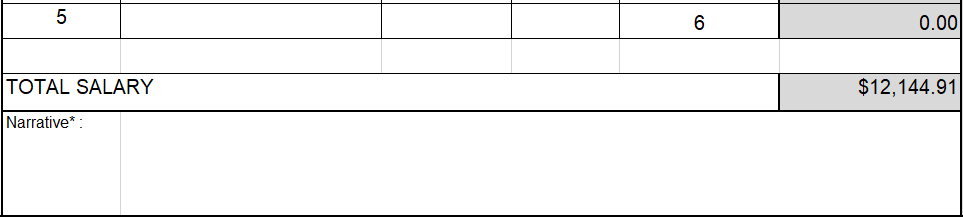 5 6 0.00
TOTAL SALARY $12,144.91
Narrative* :